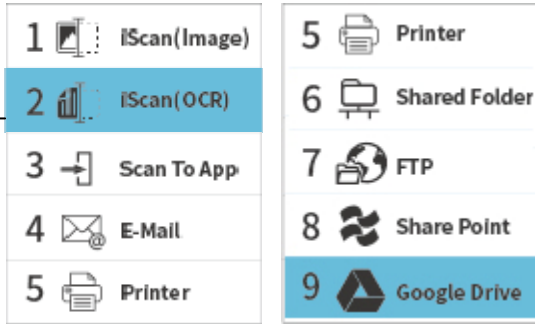 1 iScan(Image)
2 iScan(OCR)
3 Scan To App
4 E-Mail
5 Printer
5 Printer
6 Shared Folder
7 FTP
8 Share Point
9 Google Drive